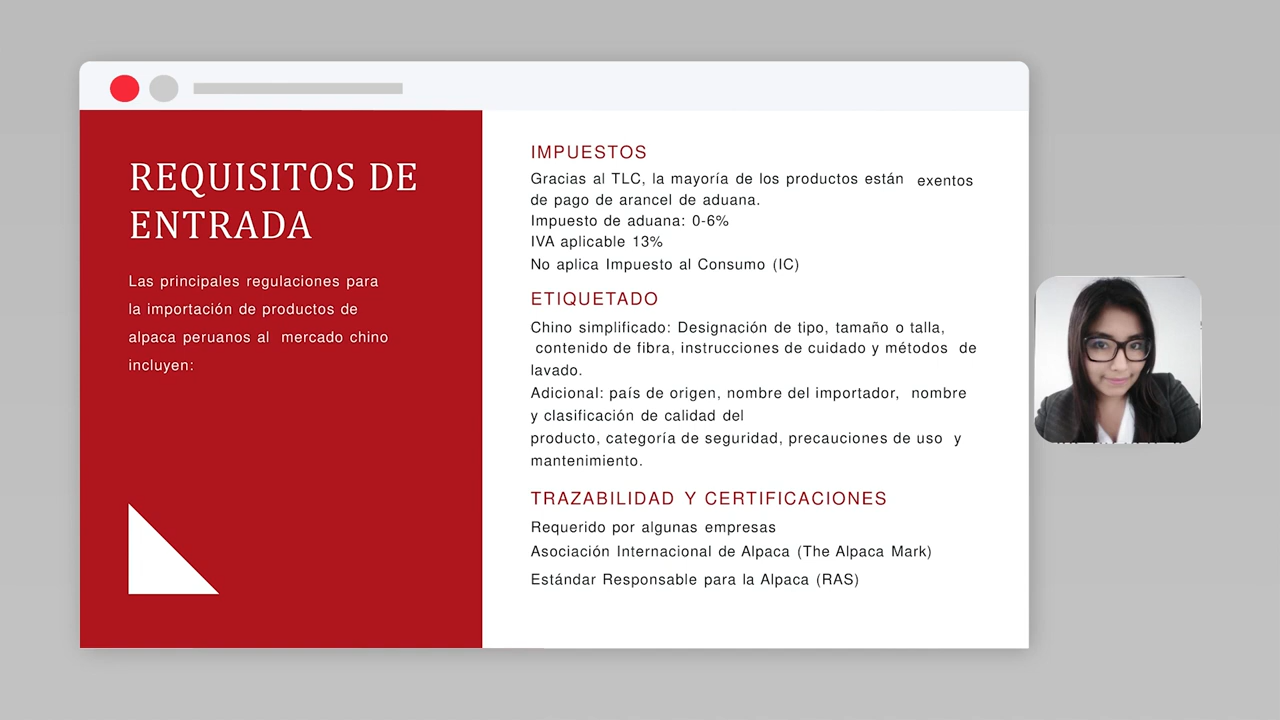 REQUISITOS DE
ENTRADA
Las principales regulaciones para
la importación de productos de
alpaca peruanos al mercado chino
incluyen:
IMPUESTOS
Gracias al TLC, la mayoría de los productos están exentos
de pago de arancel de aduana.
Impuesto de aduana: 0-6%
IVA aplicable 13%
No aplica Impuesto al Consumo (IC)
ETIQUETADO
Chino simplificado: Designación de tipo, tamaño o talla,
contenido de fibra, instrucciones de cuidado y métodos de
lavado.
Adicional: país de origen, nombre del importador, nombre
y clasificación de calidad del
producto, categoría de seguridad, precauciones de uso y
mantenimiento.
TRAZABILIDAD Y CERTIFICACIONES
Requerido por algunas empresas
Asociación Internacional de Alpaca (The Alpaca Mark)
Estándar Responsable para la Alpaca (RAS)